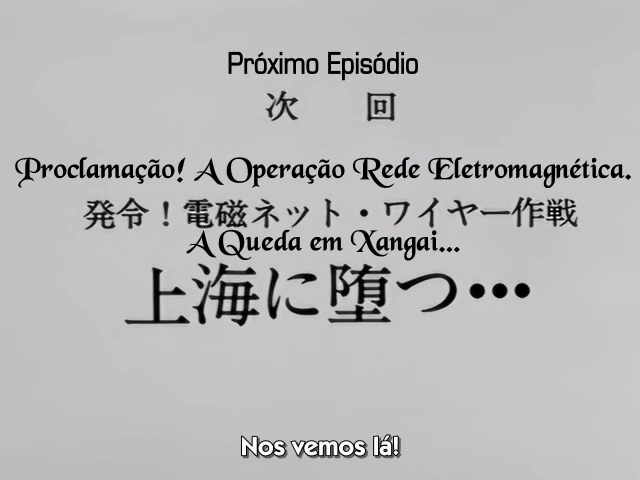 Próximo Episódio
次 回
Proclamação! A Operação Rede Eletromagnética.
発令！電磁ネット・ワイヤー作戦
A Queda em Xangai...
上海に堕つ…
Nos vemos lá!